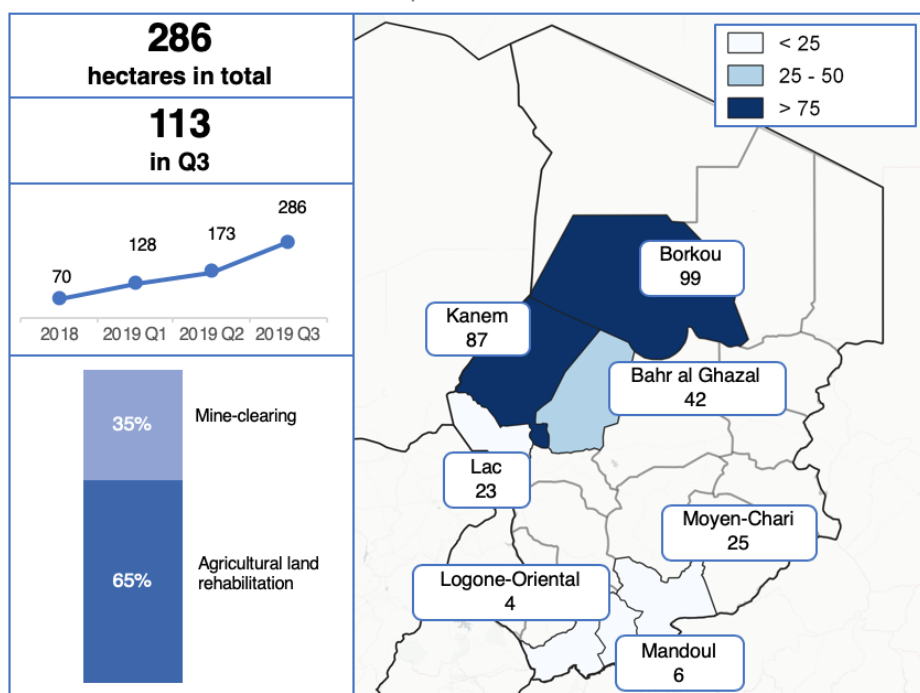 286
hectares in total
113
in Q3
70
128
173
286
2018
2019 Q1
2019 Q2
2019 Q3
35%
Mine-clearing
65%
Agricultural land
rehabilitation
< 25
25 - 50
> 75
Borkou
99
Kanem
87
Bahr al Ghazal
42
Lac
23
Moyen-Chari
25
Logone-Oriental
4
Mandoul
6